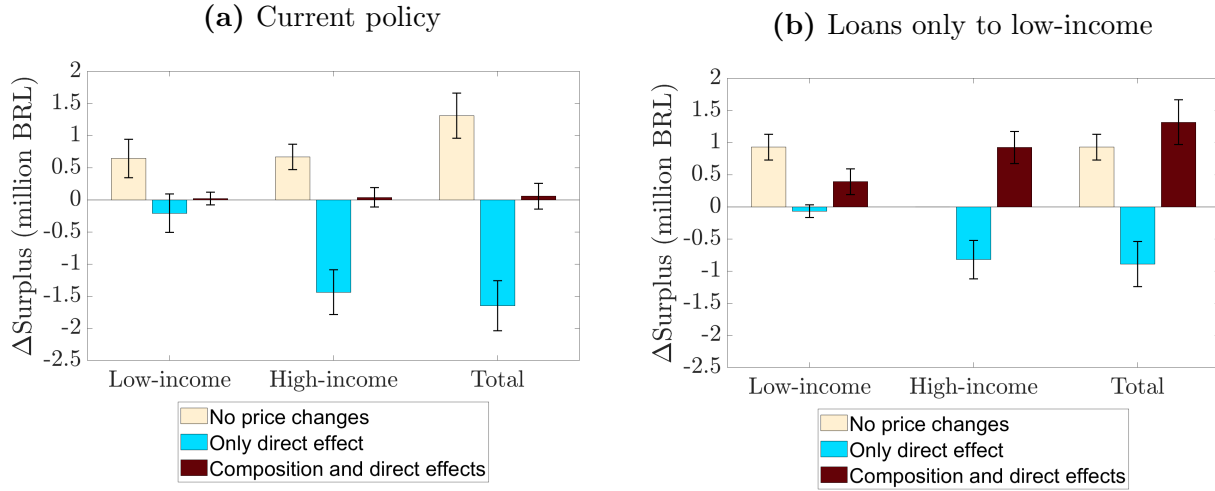 (a) Current policy
ΔSurplus (million BRL)
2
1.5
1
0.5
0
-0.5
-1
-1.5
-2
-2.5
Low-income High-income Total
No price changes
Only direct effect
Composition and direct effects
(b) Loans only to low-income
ΔSurplus (million BRL)
2
1.5
1
0.5
0
-0.5
-1
-1.5
-2
-2.5
Low-income High-income Total
No price changes
Only direct effect
Composition and direct effects